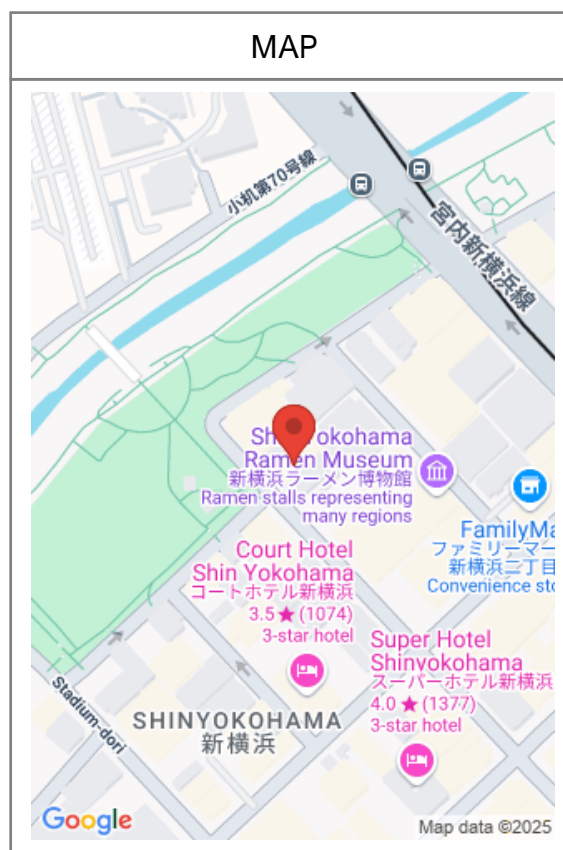 MAP
小机第70号線
宮内新横浜線
Shin Yokohama
Ramen Museum
新横浜ラーメン博物館
Ramen stalls representing
many regions
FamilyMa
ファミリーマー
新横浜二丁目
Convenience sto
Court Hotel
Shin Yokohama
コートホテル新横浜
3.5★(1074)
3-star hotel
Super Hotel
Shinyokohama
スーパーホテル新横浜
4.0★(1377)
3-star hotel
Stadium-dori
SHINYOKOHAMA
新横浜
Google
Map data ©2025